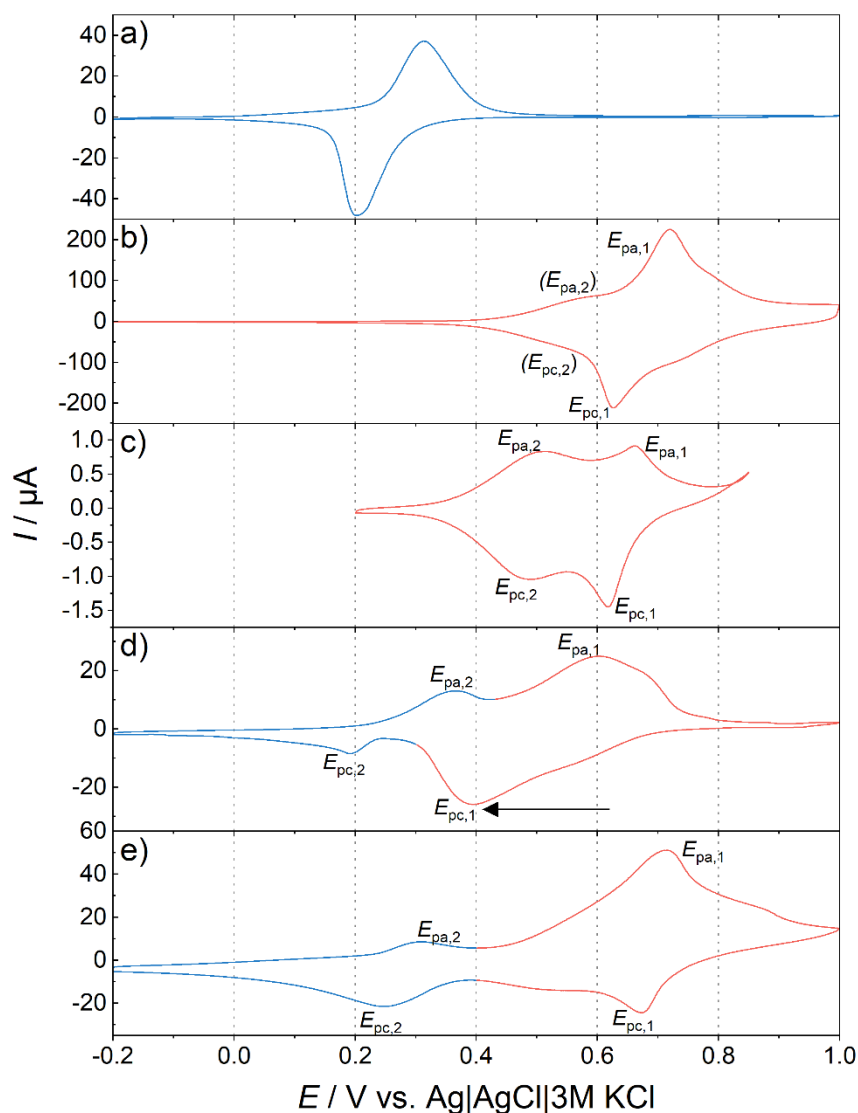 a)
40
20
0
-20
-40
b)
200
100
0
-100
-200
E_pa,1
(E_pa,2)
(E_pc,2)
E_pc,1
c)
1.0
0.5
0.0
-0.5
-1.0
-1.5
E_pa,2
E_pa,1
E_pc,2
E_pc,1
I / µA
d)
20
0
-20
-40
60
E_pa,1
E_pa,2
E_pc,2
E_pc,1
e)
40
20
0
-20
E_pa,1
E_pa,2
E_pc,2
E_pc,1
-0.2 0.0 0.2 0.4 0.6 0.8 1.0
E / V vs. Ag|AgCl|3M KCl